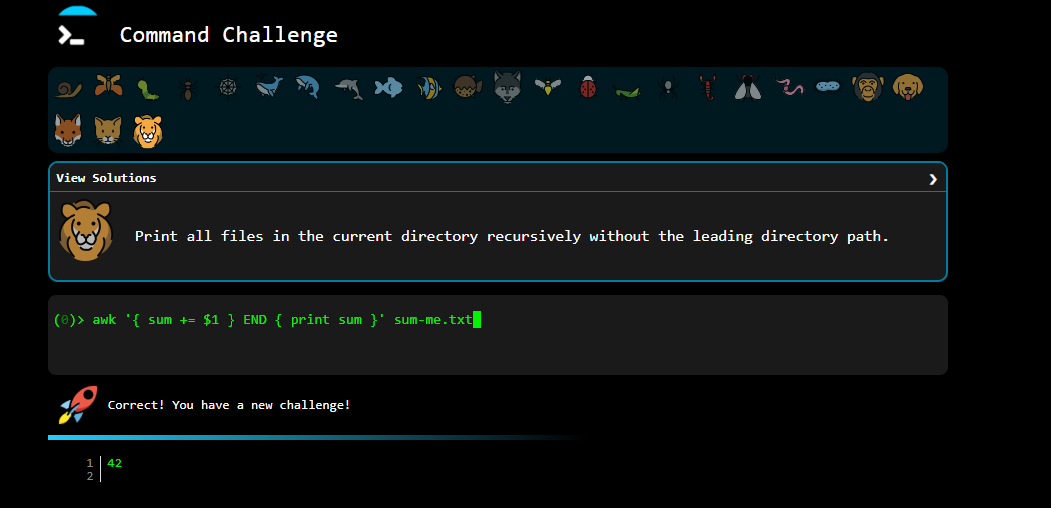 Command Challenge
View Solutions
Print all files in the current directory recursively without the leading directory path.
(0)> awk '{ sum += $1 } END { print sum }' sum-me.txt
Correct! You have a new challenge!
1 42
2